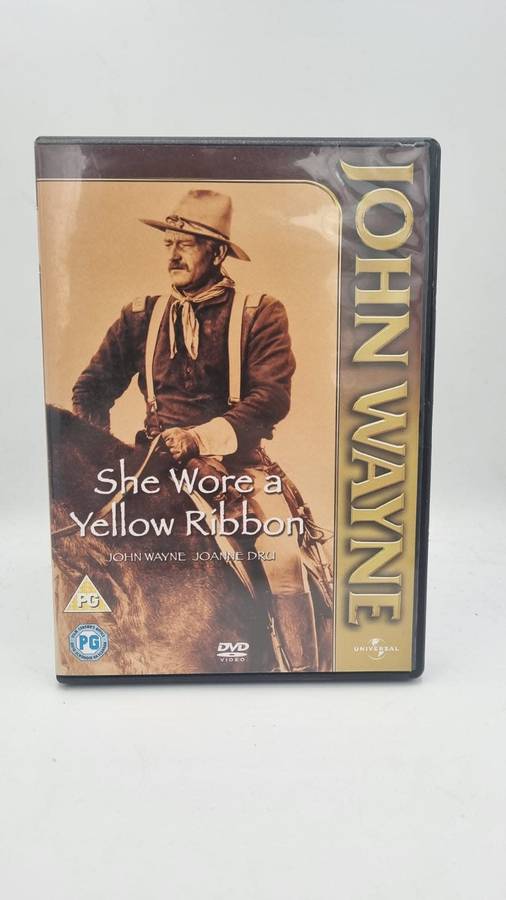 JOHN WAYNE
She Wore a
Yellow Ribbon
JOHN WAYNE JOANNE DRU
PG
PG
DVD
VIDEO
UNIVERSAL